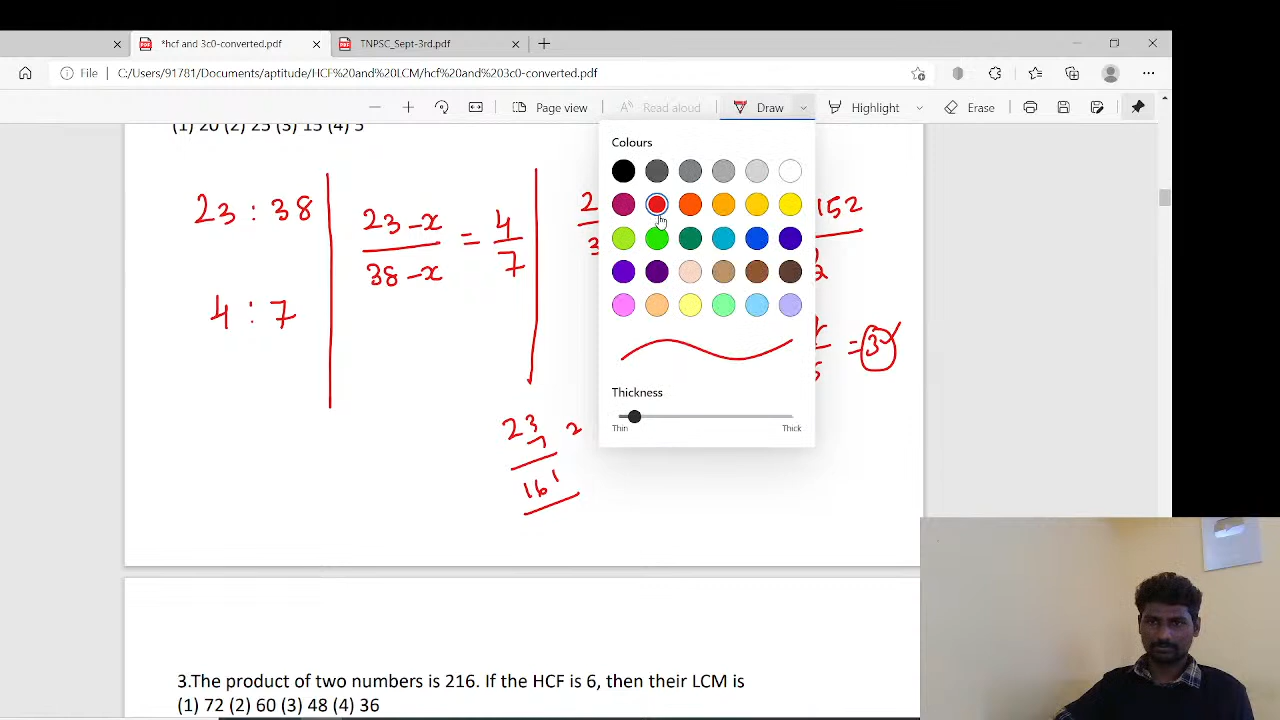 *hcf and 3c0-converted.pdf
TNPSC_Sept-3rd.pdf
File
C:/Users/91781/Documents/aptitude/HCF%20and%20LCM/hcf%20and%203c0-converted.pdf
Page view
Read aloud
Draw
Highlight
Erase
(1) 20 (2) 25 (3) 15 (4) 5
Colours
Thickness
Thin
Thick
23 : 38
4 : 7
23-x
38-x
=
4
7
152
= 3
23
7
161
2
3.The product of two numbers is 216. If the HCF is 6, then their LCM is
(1) 72 (2) 60 (3) 48 (4) 36